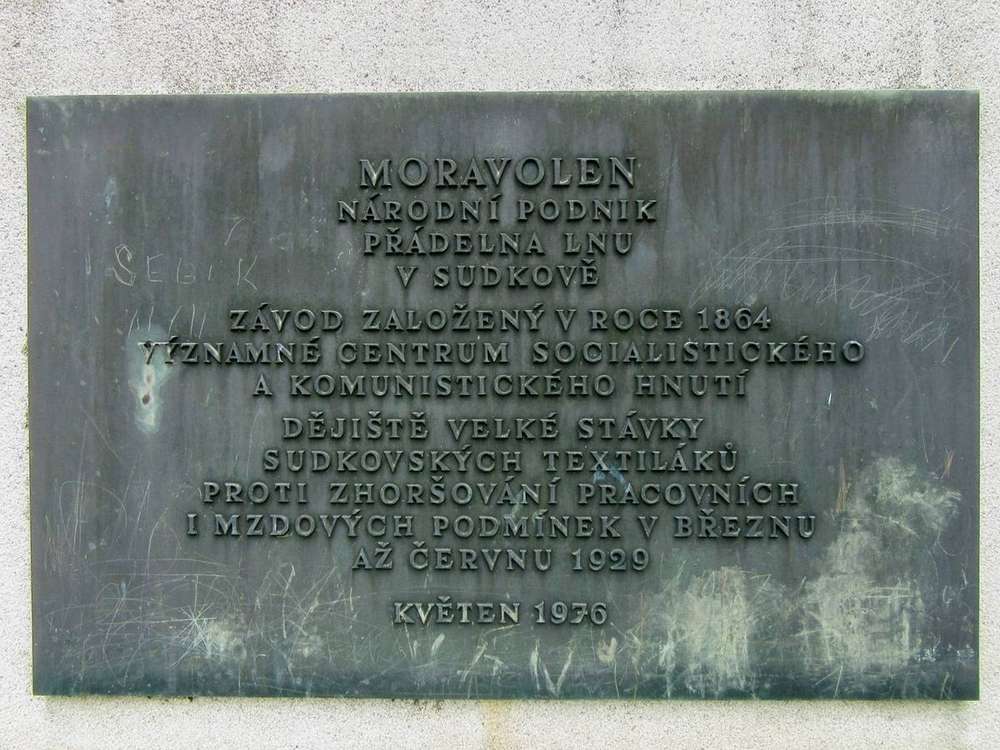 MORAVOLEN
NÁRODNÍ PODNIK
PŘÁDELNA LNU
V SUDKOVĚ
SEBIK
ZÁVOD ZALOŽENÝ V ROCE 1864
VÝZNAMNÉ CENTRUM SOCIALISTICKÉHO
A KOMUNISTICKÉHO HNUTÍ
DĚJIŠTĚ VELKÉ STÁVKY
SUDKOVSKÝCH TEXTILÁKŮ
PROTI ZHORŠOVÁNÍ PRACOVNÍCH
I MZDOVÝCH PODMÍNEK V BŘEZNU
AŽ ČERVNU 1929
KVĚTEN 1976